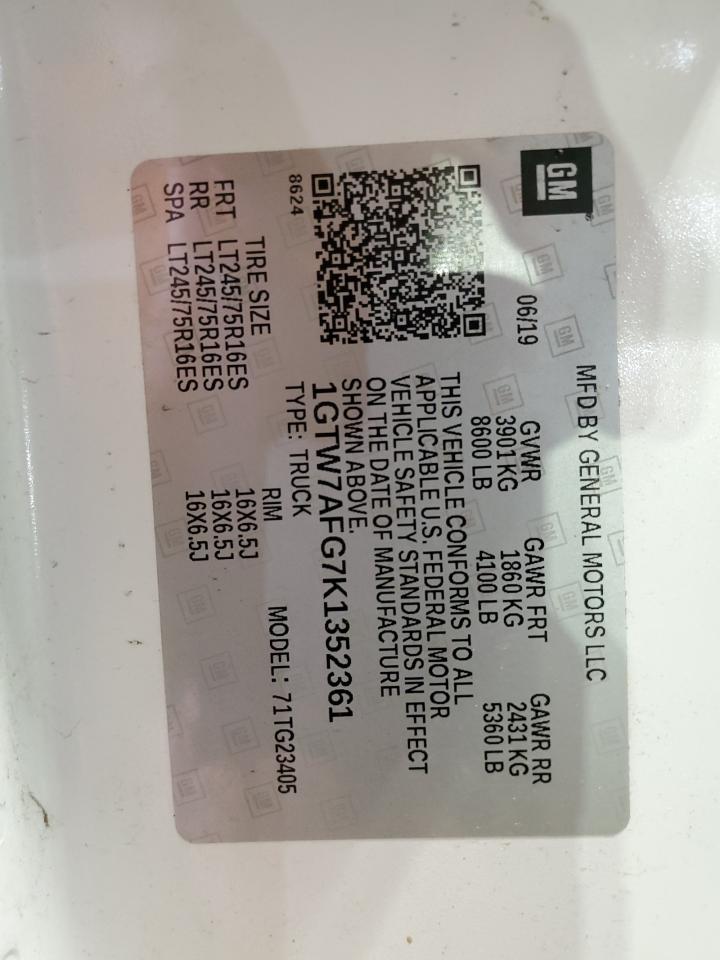 GM
MFD BY GENERAL MOTORS LLC
06/19 GVWR GAWR FRT GAWR RR
3901 KG 1860 KG 2431 KG
8600 LB 4100 LB 5360 LB
THIS VEHICLE CONFORMS TO ALL
APPLICABLE U.S. FEDERAL MOTOR
VEHICLE SAFETY STANDARDS IN EFFECT
ON THE DATE OF MANUFACTURE
SHOWN ABOVE.
1GTW7AFG7K1352361
8624 TYPE: TRUCK MODEL: 71TG23405
TIRE SIZE RIM
FRT LT245/75R16ES 16X6.5J
RR LT245/75R16ES 16X6.5J
SPA LT245/75R16ES 16X6.5J